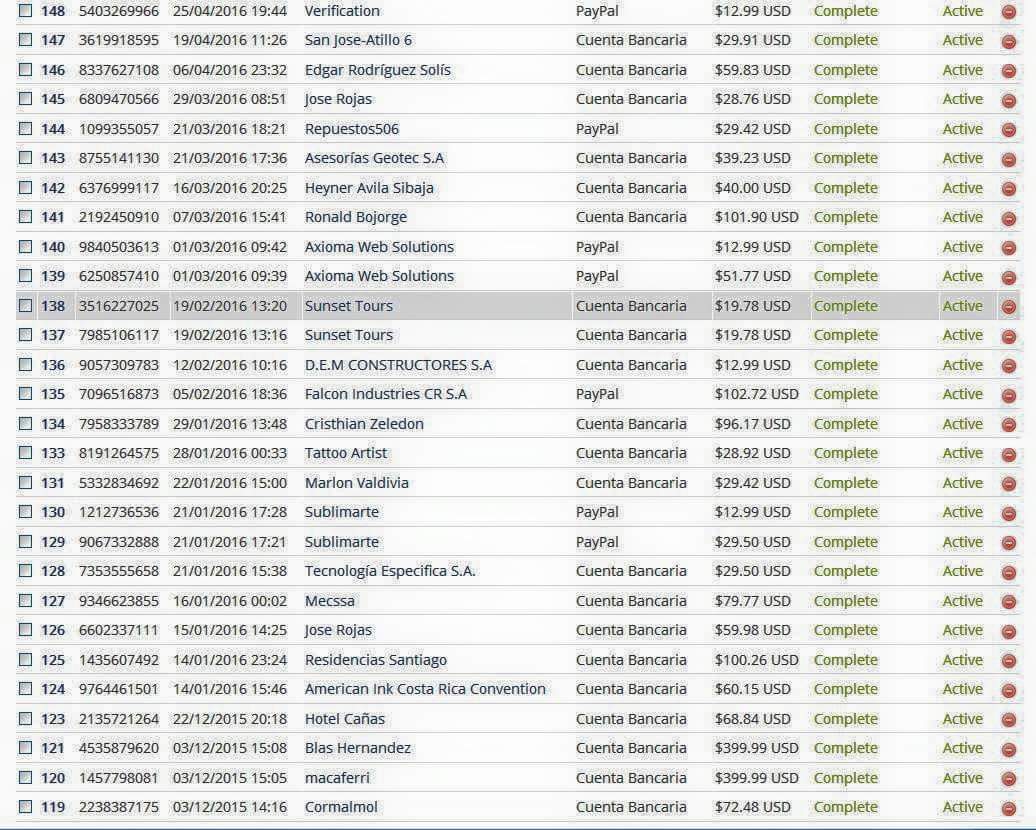 148 5403269966 25/04/2016 19:44 Verification PayPal $12.99 USD Complete Active
147 3619918595 19/04/2016 11:26 San Jose-Atillo 6 Cuenta Bancaria $29.91 USD Complete Active
146 8337627108 06/04/2016 23:32 Edgar Rodríguez Solís Cuenta Bancaria $59.83 USD Complete Active
145 6809470566 29/03/2016 08:51 Jose Rojas Cuenta Bancaria $28.76 USD Complete Active
144 1099355057 21/03/2016 18:21 Repuestos506 PayPal $29.42 USD Complete Active
143 8755141130 21/03/2016 17:36 Asesorías Geotec S.A Cuenta Bancaria $39.23 USD Complete Active
142 6376999117 16/03/2016 20:25 Heyner Avila Sibaja Cuenta Bancaria $40.00 USD Complete Active
141 2192450910 07/03/2016 15:41 Ronald Bojorge Cuenta Bancaria $101.90 USD Complete Active
140 9840503613 01/03/2016 09:42 Axioma Web Solutions PayPal $12.99 USD Complete Active
139 6250857410 01/03/2016 09:39 Axioma Web Solutions PayPal $51.77 USD Complete Active
138 3516227025 19/02/2016 13:20 Sunset Tours Cuenta Bancaria $19.78 USD Complete Active
137 7985106117 19/02/2016 13:16 Sunset Tours Cuenta Bancaria $19.78 USD Complete Active
136 9057309783 12/02/2016 10:16 D.E.M CONSTRUCTORES S.A Cuenta Bancaria $12.99 USD Complete Active
135 7096516873 05/02/2016 18:36 Falcon Industries CR S.A PayPal $102.72 USD Complete Active
134 7958333789 29/01/2016 13:48 Cristhian Zeledon Cuenta Bancaria $96.17 USD Complete Active
133 8191264575 28/01/2016 00:33 Tattoo Artist Cuenta Bancaria $28.92 USD Complete Active
131 5332834692 22/01/2016 15:00 Marlon Valdivia Cuenta Bancaria $29.42 USD Complete Active
130 1212736536 21/01/2016 17:28 Sublimarte PayPal $12.99 USD Complete Active
129 9067332888 21/01/2016 17:21 Sublimarte PayPal $29.50 USD Complete Active
128 7353555658 21/01/2016 15:38 Tecnología Especifica S.A. Cuenta Bancaria $29.50 USD Complete Active
127 9346623855 16/01/2016 00:02 Mecssa Cuenta Bancaria $79.77 USD Complete Active
126 6602337111 15/01/2016 14:25 Jose Rojas Cuenta Bancaria $59.98 USD Complete Active
125 1435607492 14/01/2016 23:24 Residencias Santiago Cuenta Bancaria $100.26 USD Complete Active
124 9764461501 14/01/2016 15:46 American Ink Costa Rica Convention Cuenta Bancaria $60.15 USD Complete Active
123 2135721264 22/12/2015 20:18 Hotel Cañas Cuenta Bancaria $68.84 USD Complete Active
121 4535879620 03/12/2015 15:08 Blas Hernandez Cuenta Bancaria $399.99 USD Complete Active
120 1457798081 03/12/2015 15:05 macaferri Cuenta Bancaria $399.99 USD Complete Active
119 2238387175 03/12/2015 14:16 Cormalmol Cuenta Bancaria $72.48 USD Complete Active